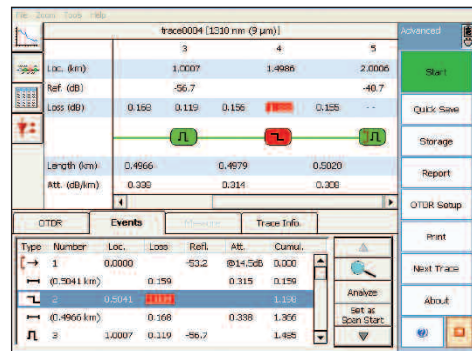 File Zoom Tools Help
trace0004 [1310 nm (9 µm)]
Advanced
3 4 5
Loc. (km) 1.0007 1.4986 2.0006
Ref. (dB) -56.7 -40.7
Loss (dB) 0.168 0.119 0.156 0.155 --
Length (km) 0.4966 0.4979 0.5020
Att. (dB/km) 0.338 0.314 0.308
Start
Quick Save
Storage
Report
OTDR Setup
Print
Next Trace
About
OTDR Events Measure Trace Info.
Type Number Loc. Loss Refl. Att. Cumul.
1 0.0000 -53.2 @14.5dB 0.000
(0.5041 km) 0.159 0.315 0.159
2 0.5041 1.198
(0.4966 km) 0.168 0.338 1.366
3 1.0007 0.119 -56.7 1.485
Analyze
Set as
Span Start